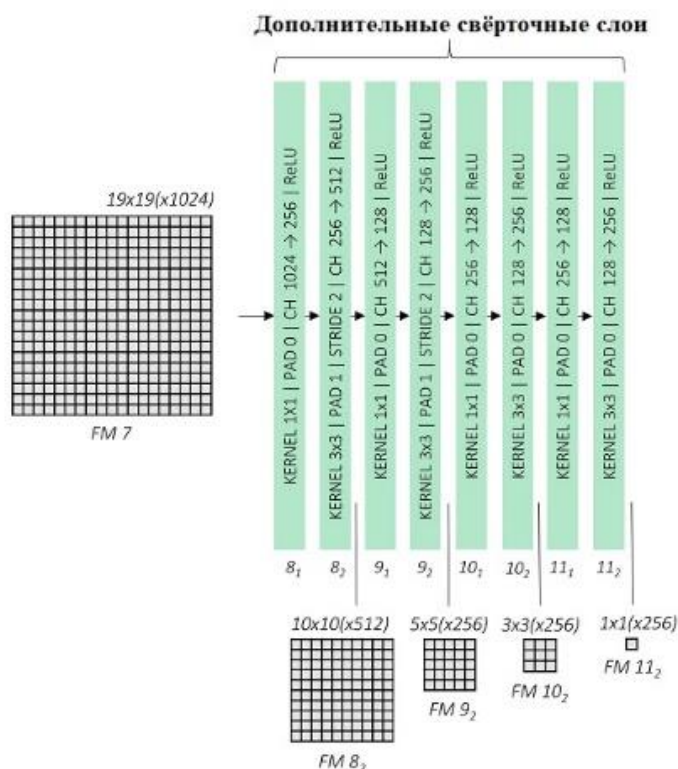 Дополнительные свёрточные слои
19x19(x1024)
FM 7
KERNEL 1X1 | PAD 0 | CH 1024 → 256 | ReLU
KERNEL 3x3 | PAD 1 | STRIDE 2 | CH 256 → 512 | ReLU
KERNEL 1x1 | PAD 0 | CH 512 → 128 | ReLU
KERNEL 3x3 | PAD 1 | STRIDE 2 | CH 128 → 256 | ReLU
KERNEL 1x1 | PAD 0 | CH 256 → 128 | ReLU
KERNEL 3x3 | PAD 0 | CH 128 → 256 | ReLU
KERNEL 1x1 | PAD 0 | CH 256 → 128 | ReLU
KERNEL 3x3 | PAD 0 | CH 128 → 256 | ReLU
8₁ 8₂ 9₁ 9₂ 10₁ 10₂ 11₁ 11₂
10x10(x512) 5x5(x256) 3x3(x256) 1x1(x256)
FM 11₂
FM 10₂
FM 9₂
FM 8₂